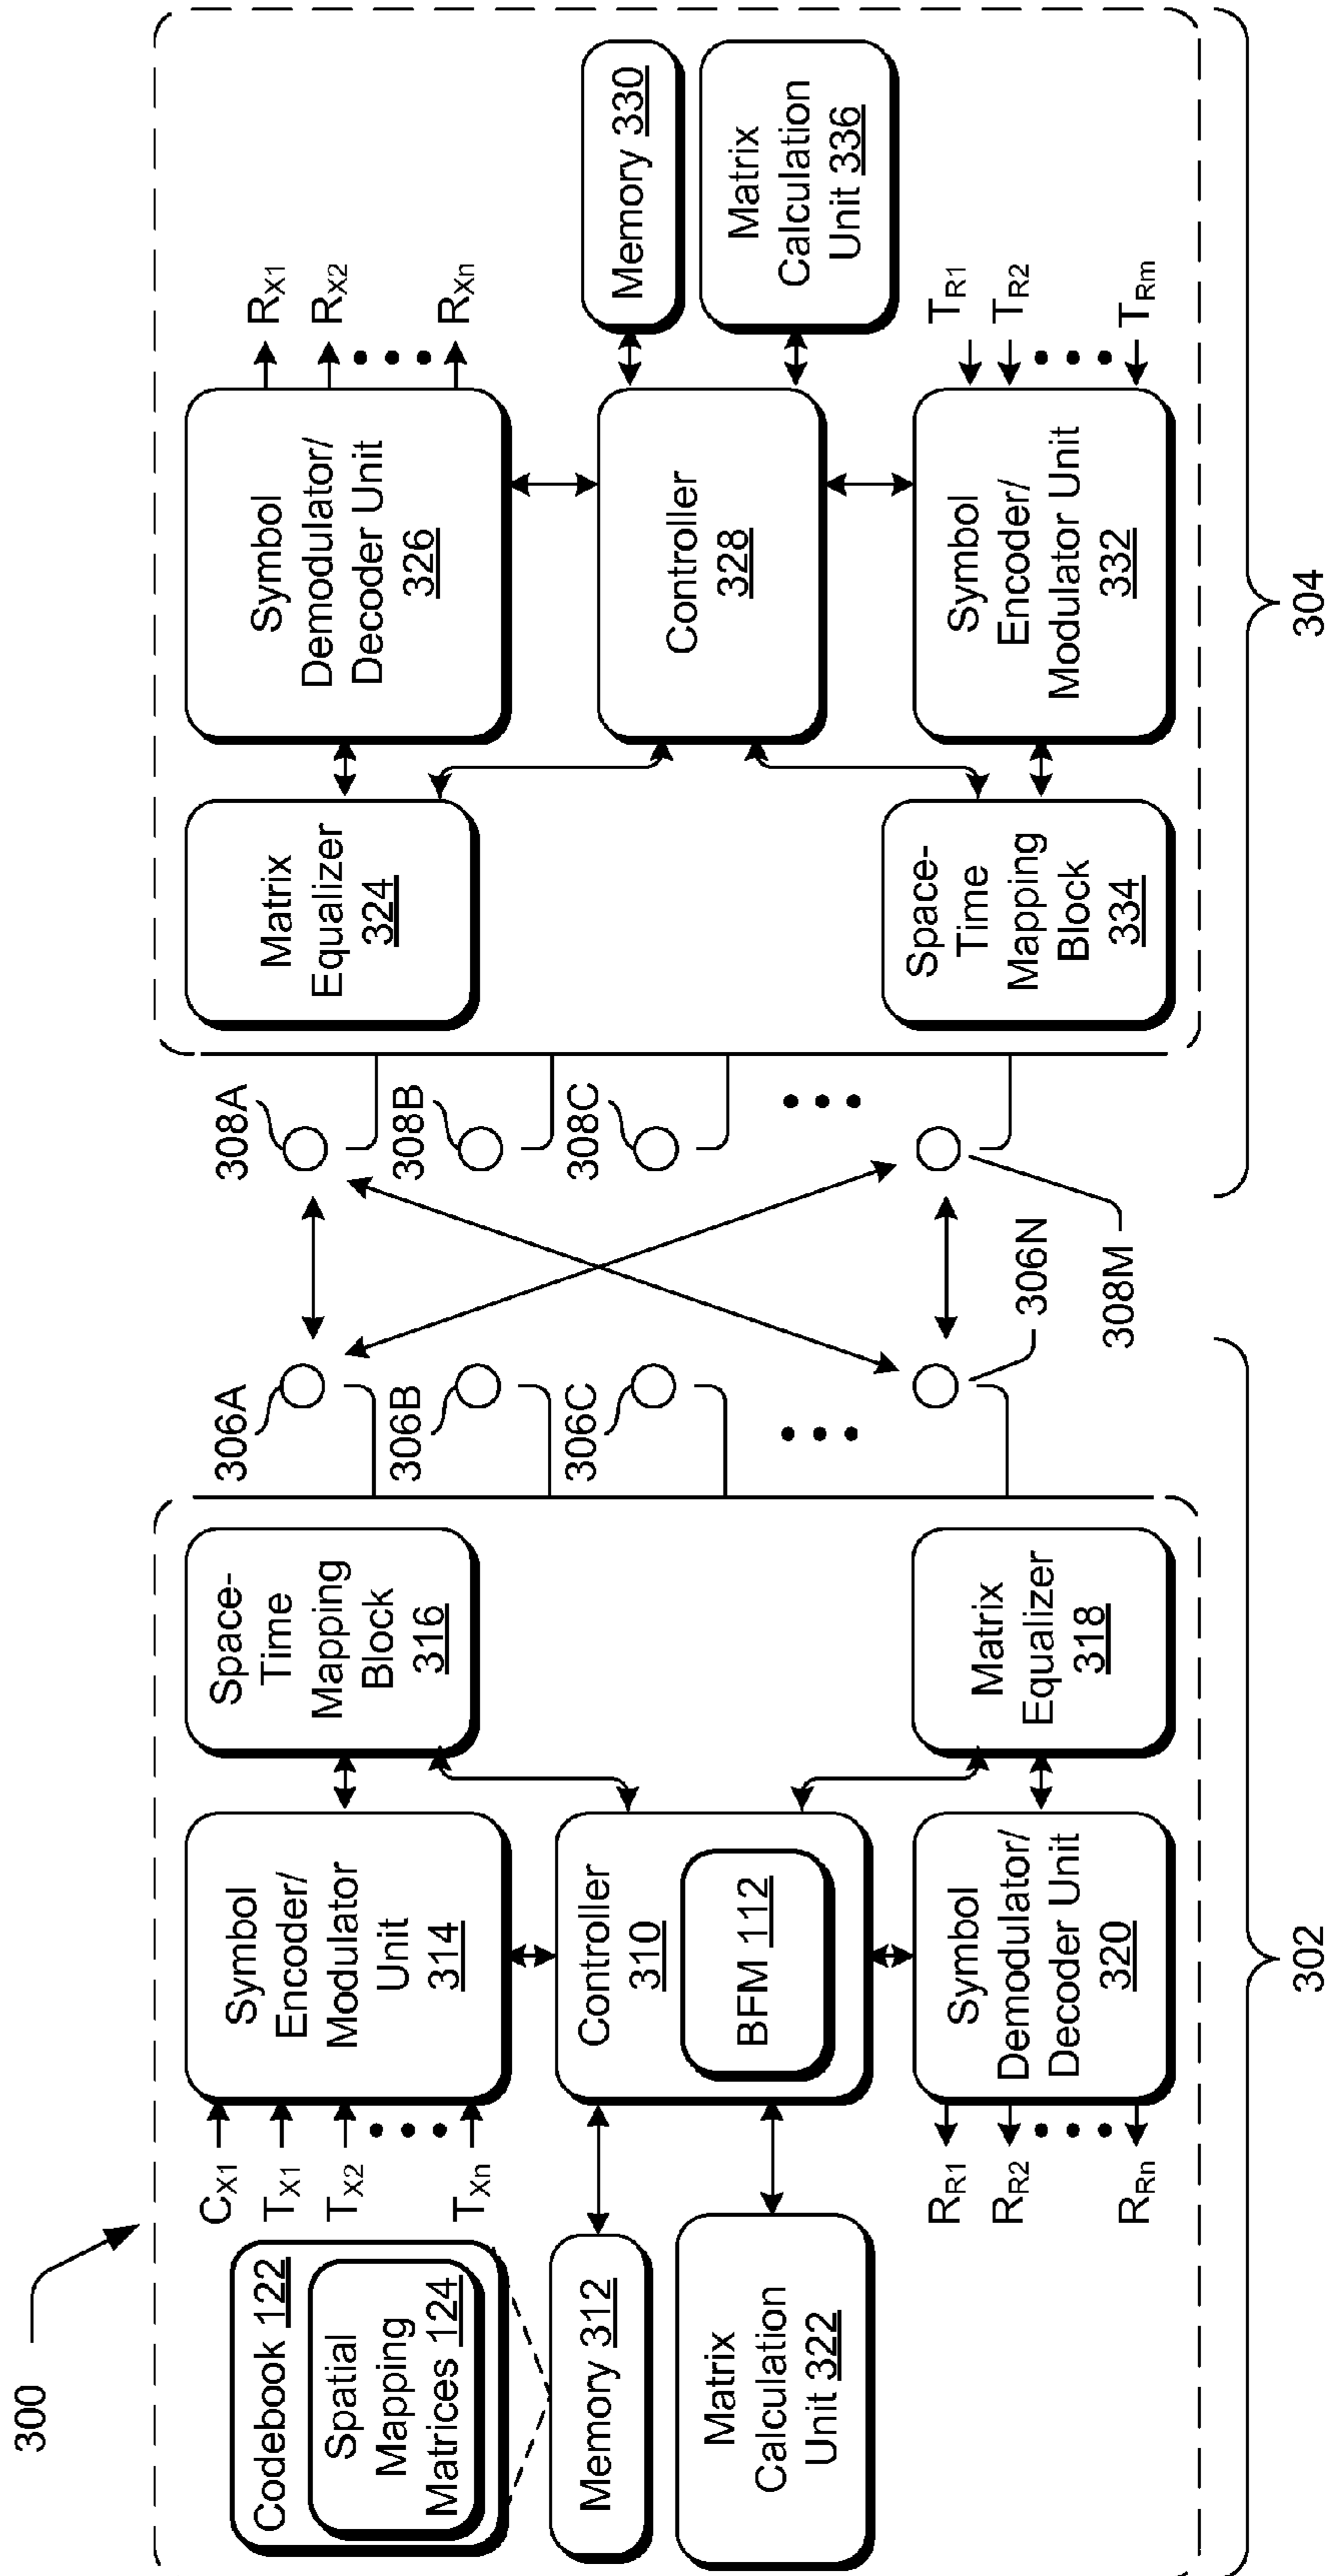 300
Codebook 122
Spatial
Mapping
Matrices 124
Memory 312
Matrix
Calculation
Unit 322
CX1
TX1
TX2
TXn
Symbol
Encoder/
Modulator
Unit
314
Space-
Time
Mapping
Block
316
Controller
310
BFM 112
RR1
RR2
RRn
Symbol
Demodulator/
Decoder Unit
320
Matrix
Equalizer
318
306A
306B
306C
306N
302
308A
308B
308C
308M
Matrix
Equalizer
324
Symbol
Demodulator/
Decoder Unit
326
RX1
RX2
RXn
Controller
328
Memory 330
Matrix
Calculation
Unit 336
Space-
Time
Mapping
Block
334
Symbol
Encoder/
Modulator Unit
332
TR1
TR2
TRm
304